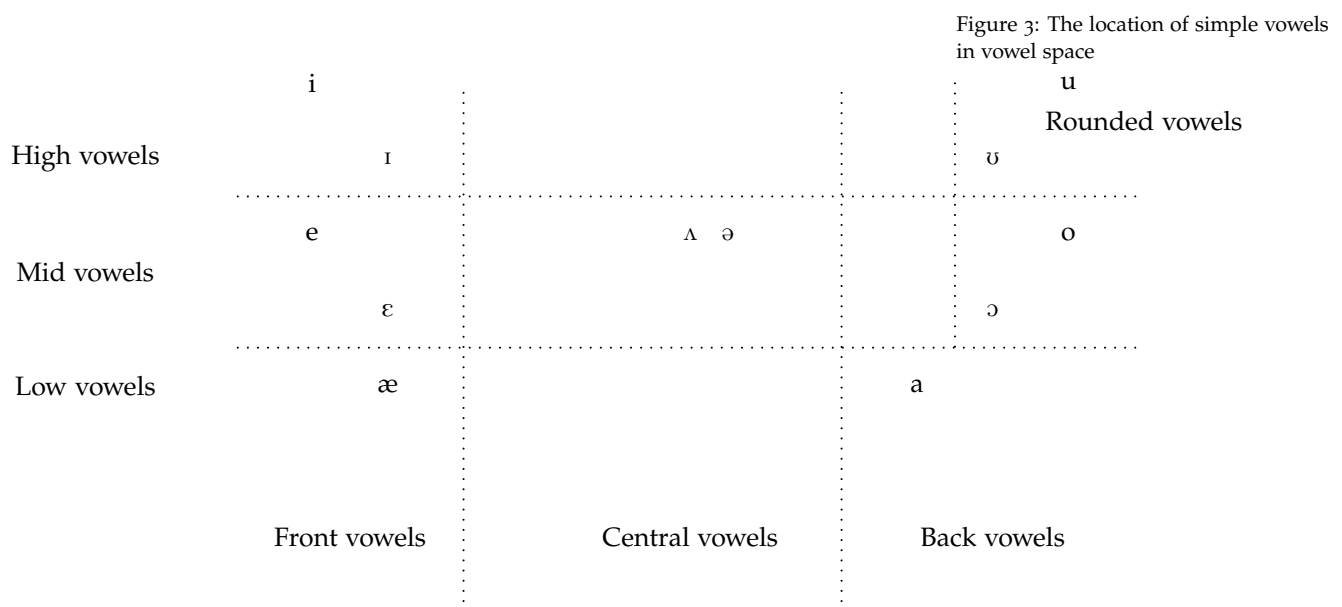 Figure 3: The location of simple vowels
in vowel space
i u
Rounded vowels
High vowels ɪ ʊ
e ʌ ə o
Mid vowels
ɛ ɔ
Low vowels æ a
Front vowels Central vowels Back vowels